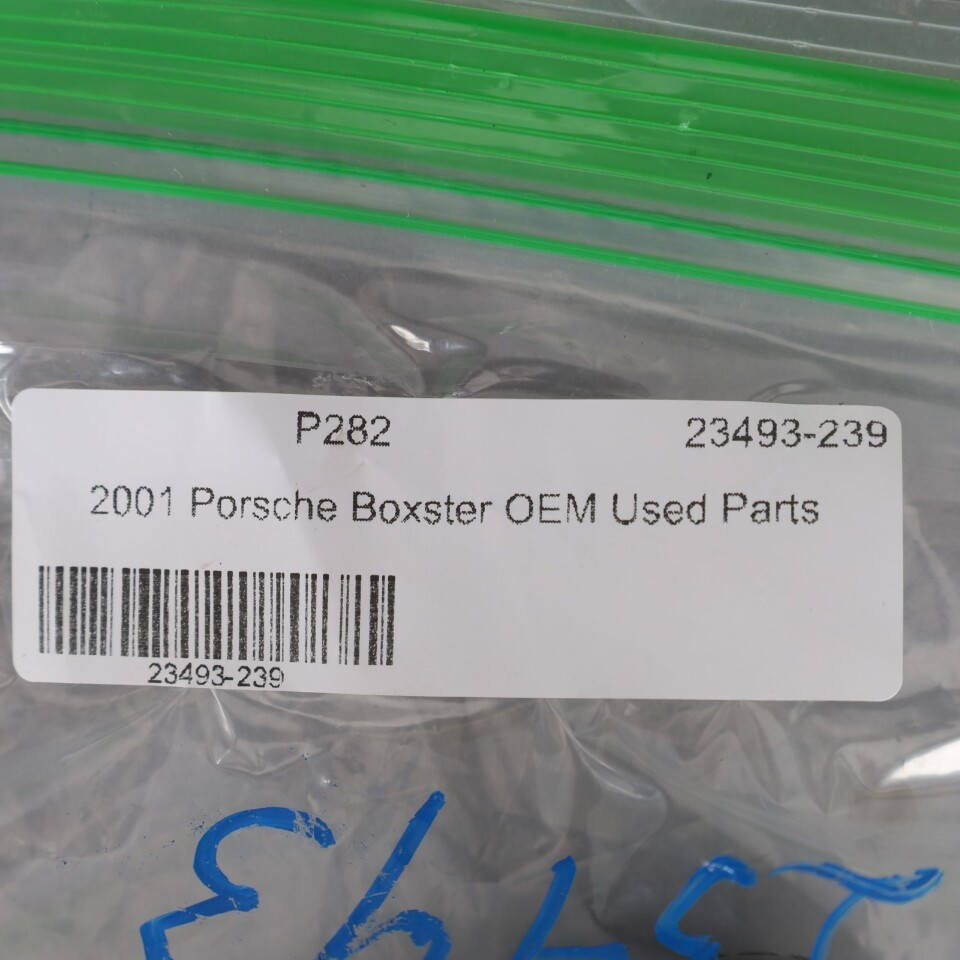 P282 23493-239
2001 Porsche Boxster OEM Used Parts
23493-239